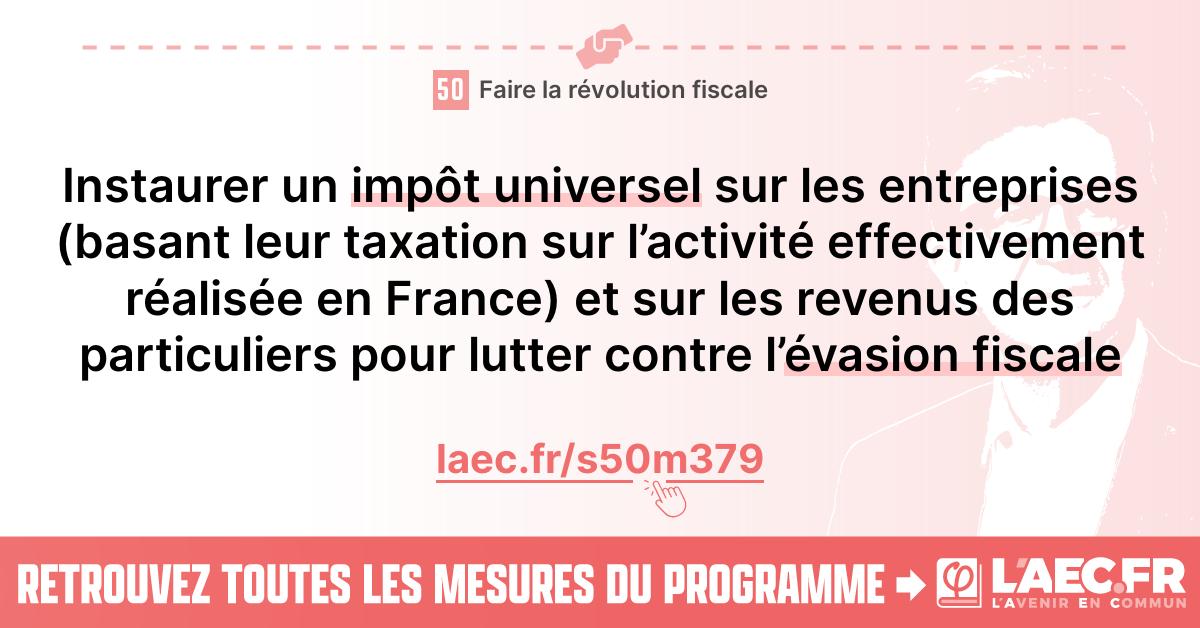 50 Faire la révolution fiscale
Instaurer un impôt universel sur les entreprises
(basant leur taxation sur l’activité effectivement
réalisée en France) et sur les revenus des
particuliers pour lutter contre l’évasion fiscale
laec.fr/s50m379
RETROUVEZ TOUTES LES MESURES DU PROGRAMME ➡ φ L'AEC.FR
L'AVENIR EN COMMUN